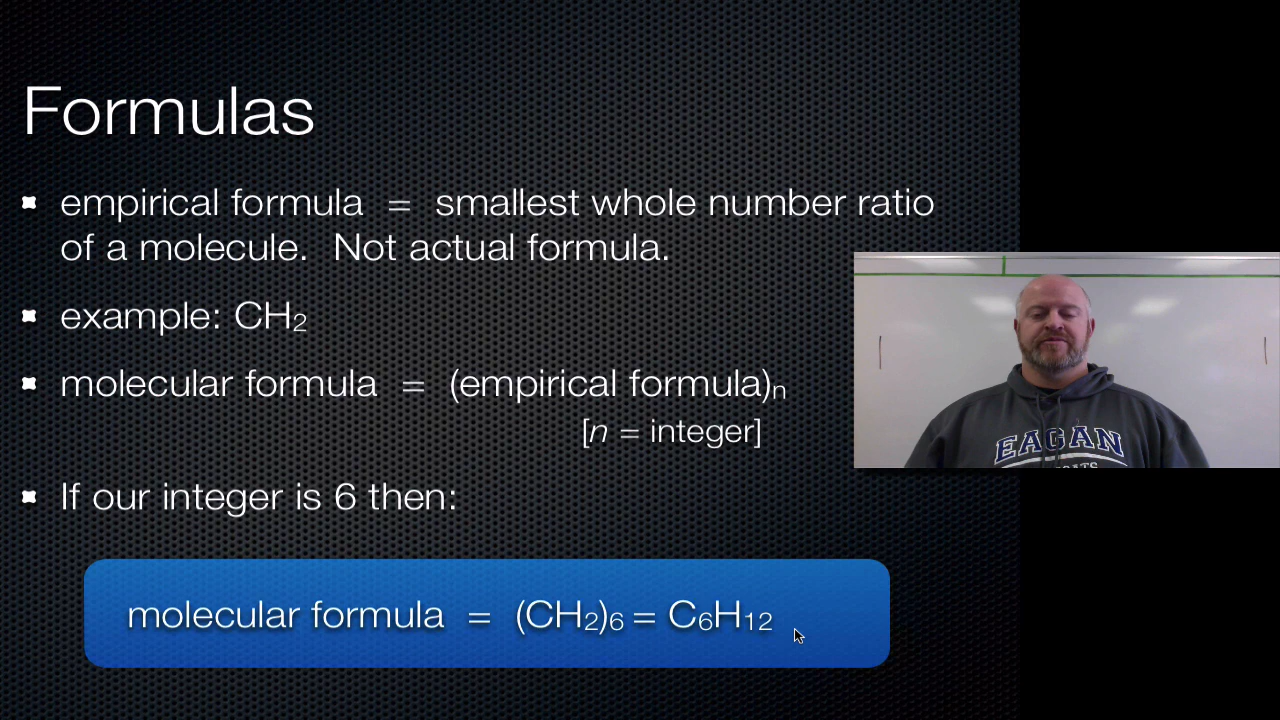 Formulas
empirical formula = smallest whole number ratio
of a molecule. Not actual formula.
example: CH₂
molecular formula = (empirical formula)ₙ
[n = integer]
If our integer is 6 then:
molecular formula = (CH₂)₆ = C₆H₁₂
EAGAN